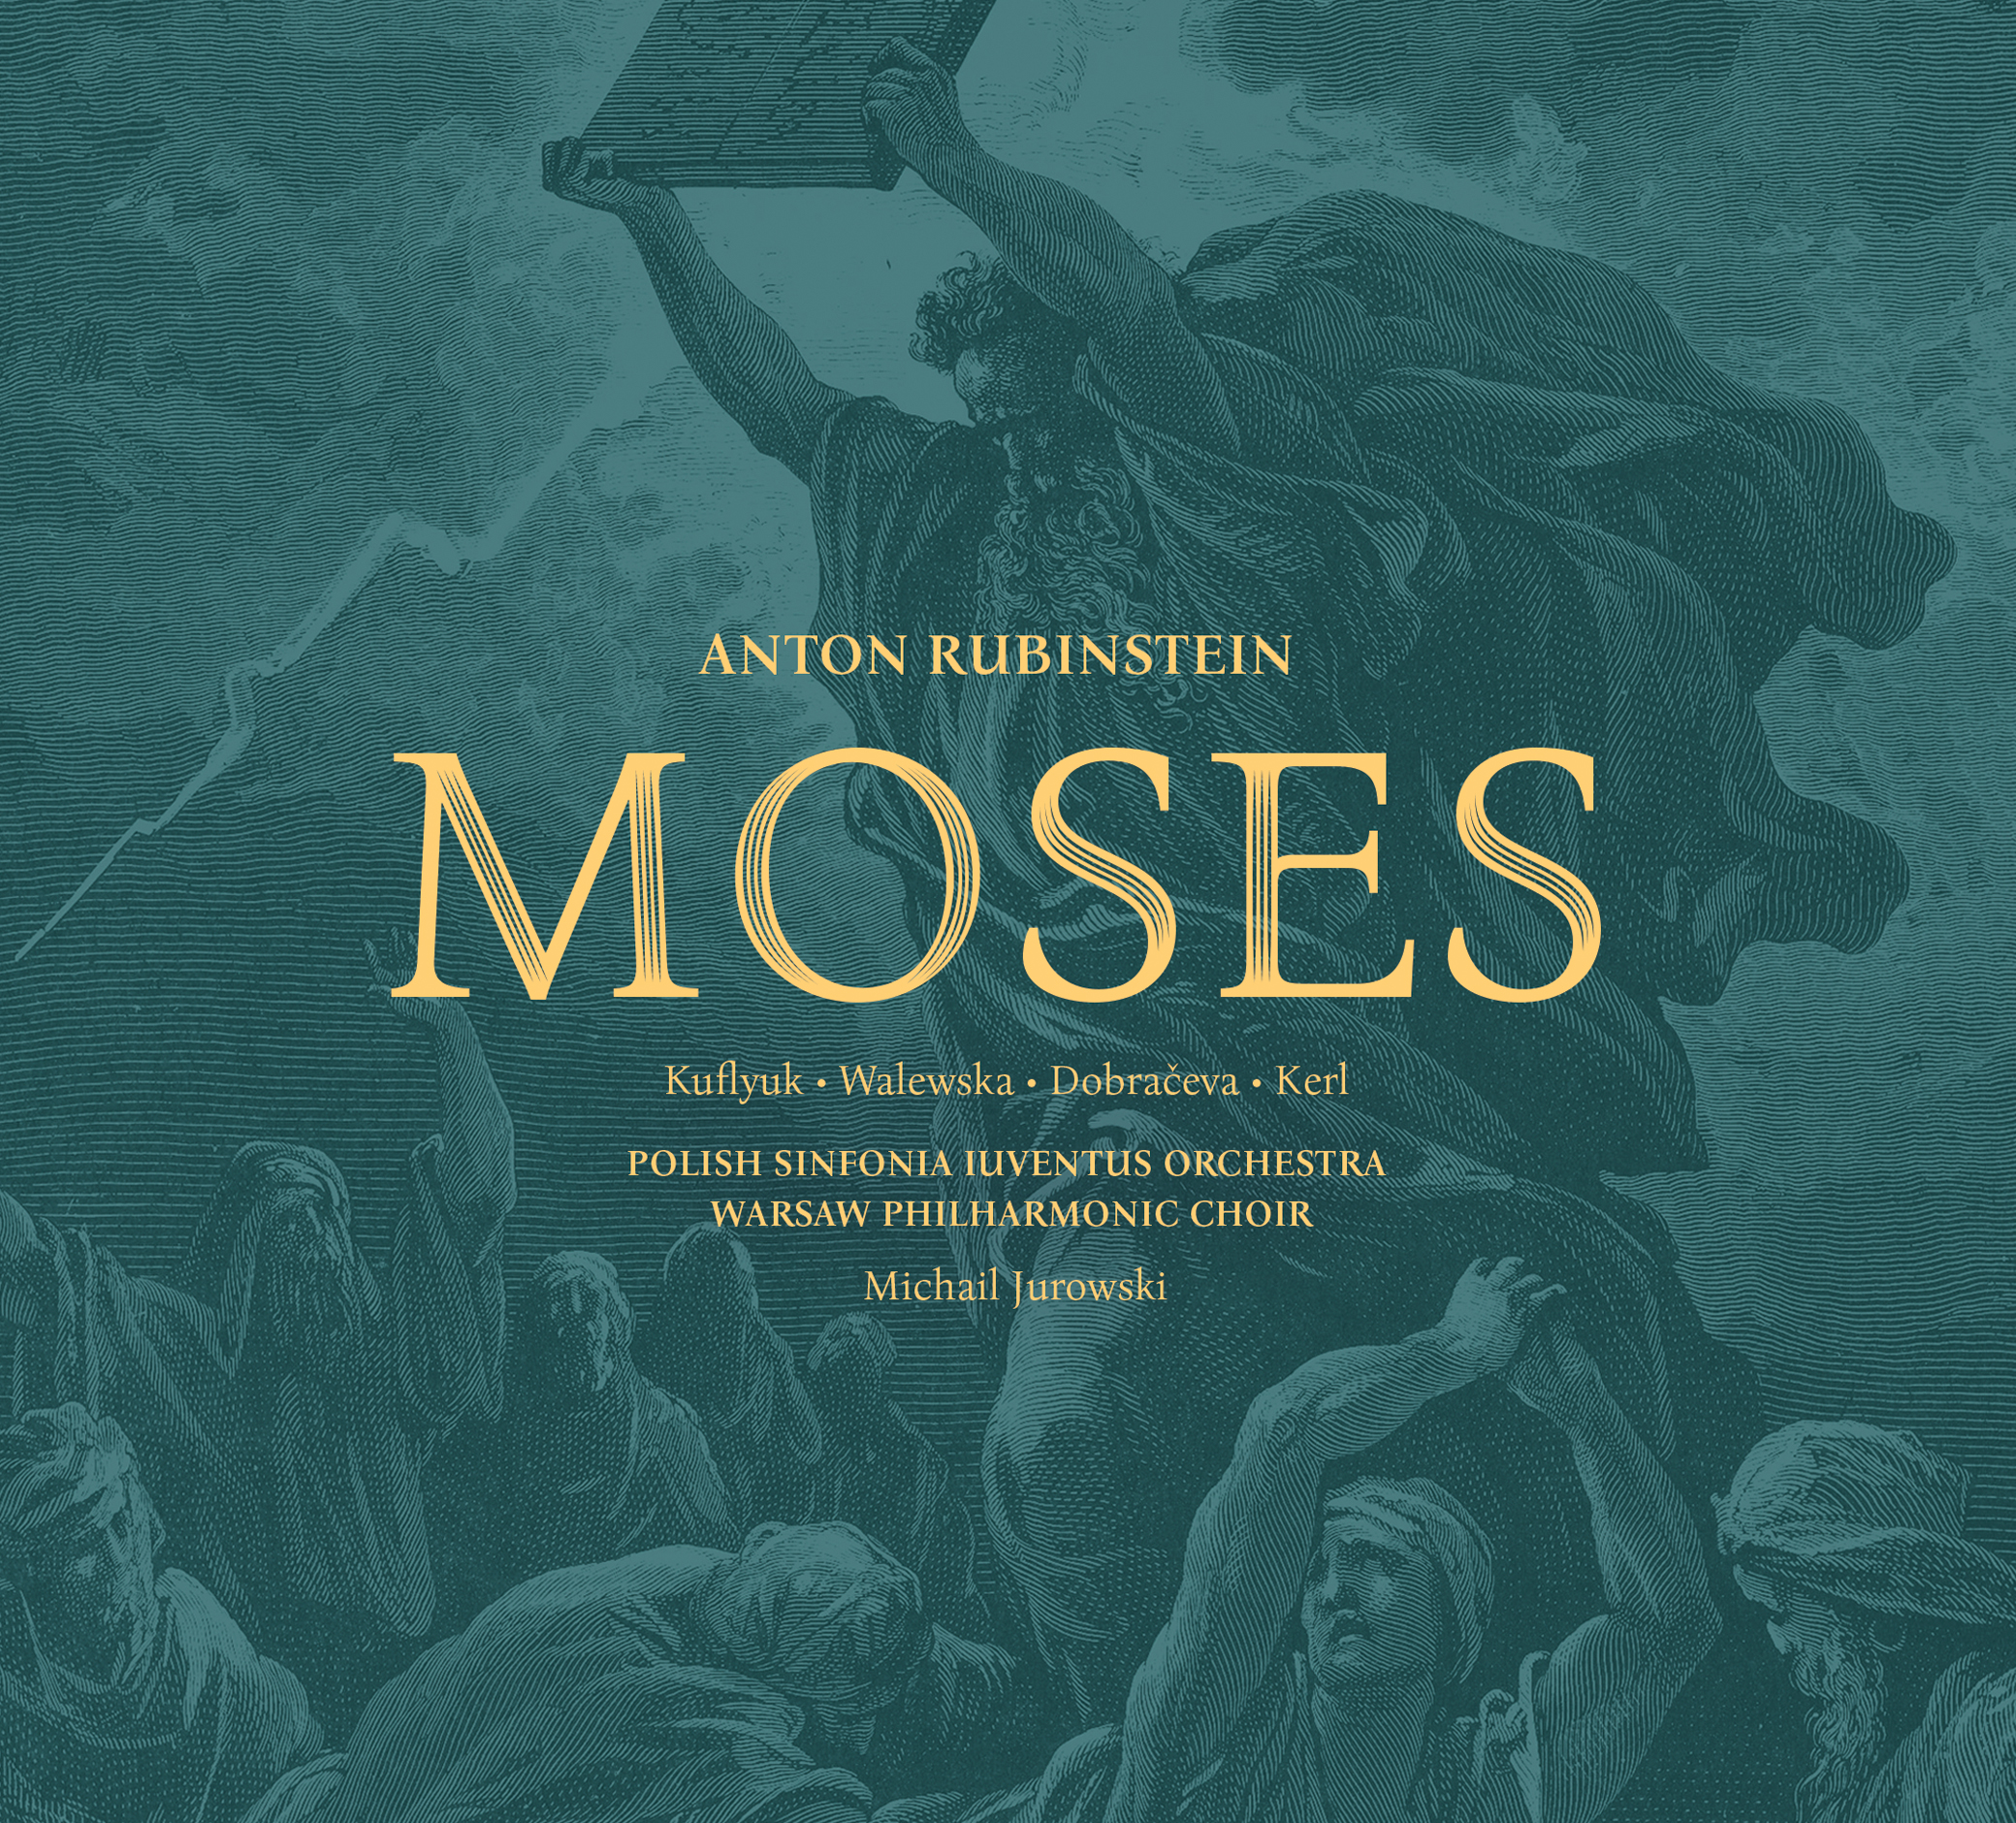 ANTON RUBINSTEIN
MOSES
Kuflyuk • Walewska • Dobračeva • Kerl
POLISH SINFONIA IUVENTUS ORCHESTRA
WARSAW PHILHARMONIC CHOIR
Michail Jurowski